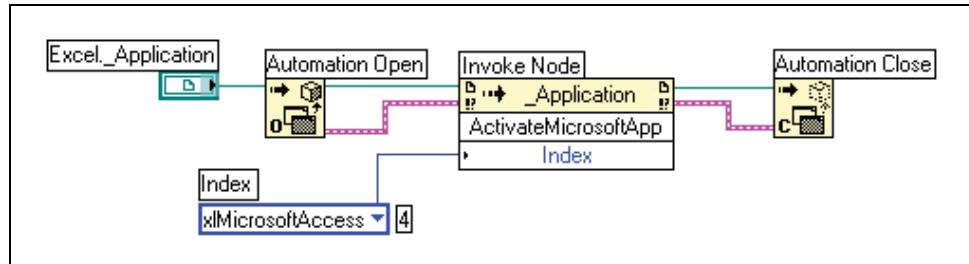 Excel._Application
Automation Open
Invoke Node
Automation Close
_Application
ActivateMicrosoftApp
Index
Index
xlMicrosoftAccess 4
O
C